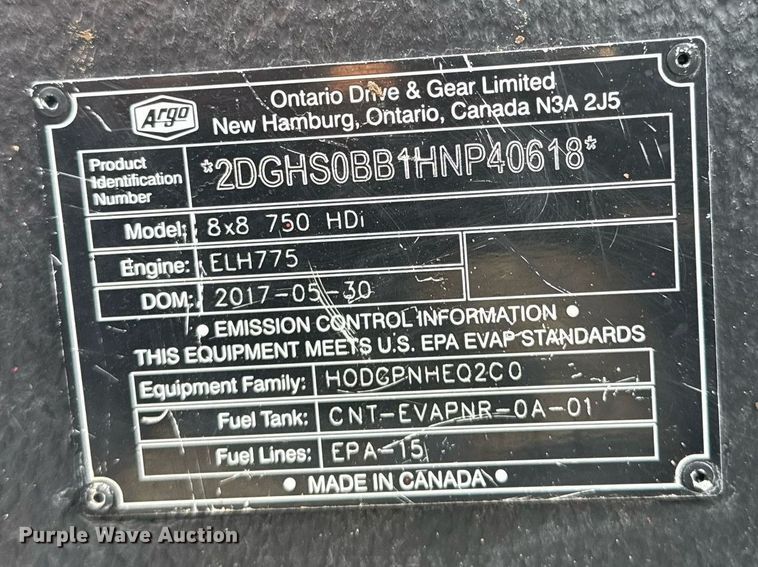 Argo
Ontario Drive & Gear Limited
New Hamburg, Ontario, Canada N3A 2J5
Product
Identification
Number
*2DGHS0BB1HNP40618*
Model: 8x8 750 HDi
Engine: ELH775
DOM: 2017-05-30
• EMISSION CONTROL INFORMATION •
THIS EQUIPMENT MEETS U.S. EPA EVAP STANDARDS
Equipment Family: HODGPNHEQ2C0
Fuel Tank: CNT-EVAPNR-0A-01
Fuel Lines: EPA-15
• MADE IN CANADA •
Purple Wave Auction